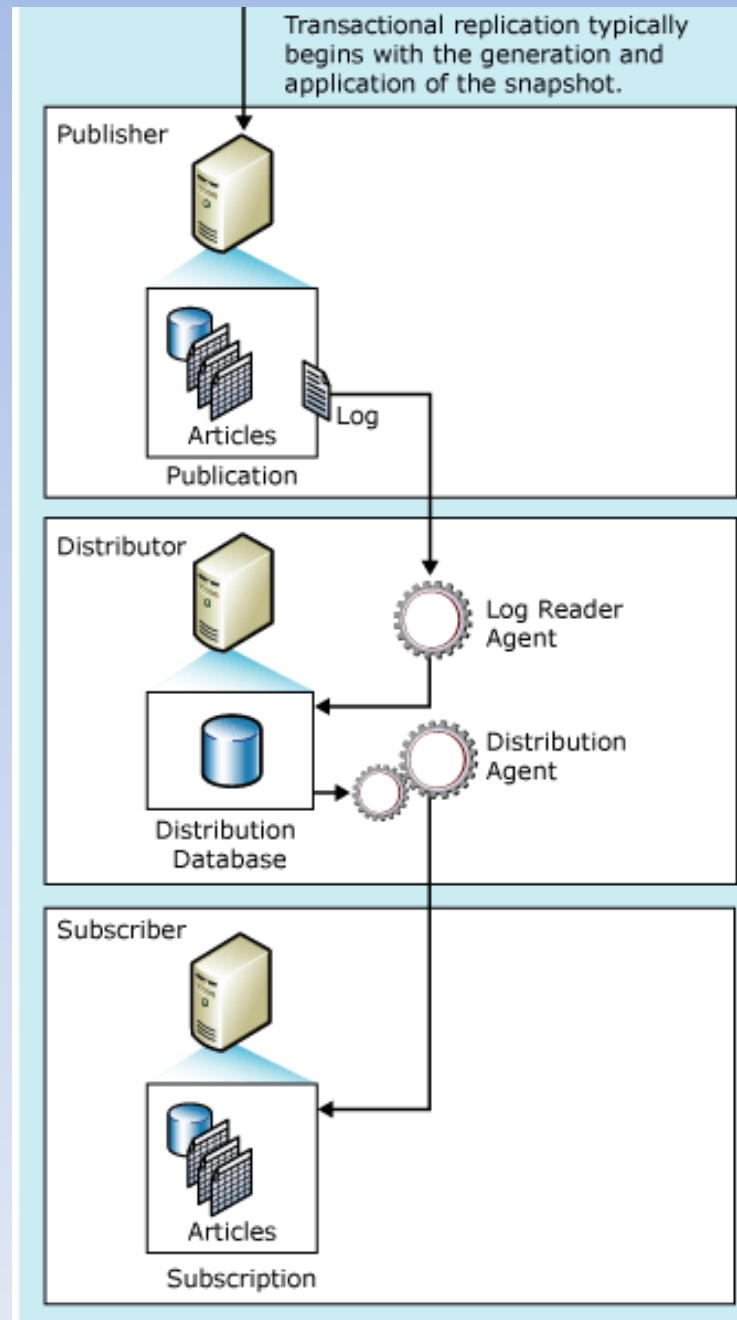 Transactional replication typically
begins with the generation and
application of the snapshot.
Publisher
Log
Articles
Publication
Distributor
Log Reader
Agent
Distribution
Agent
Distribution
Database
Subscriber
Articles
Subscription